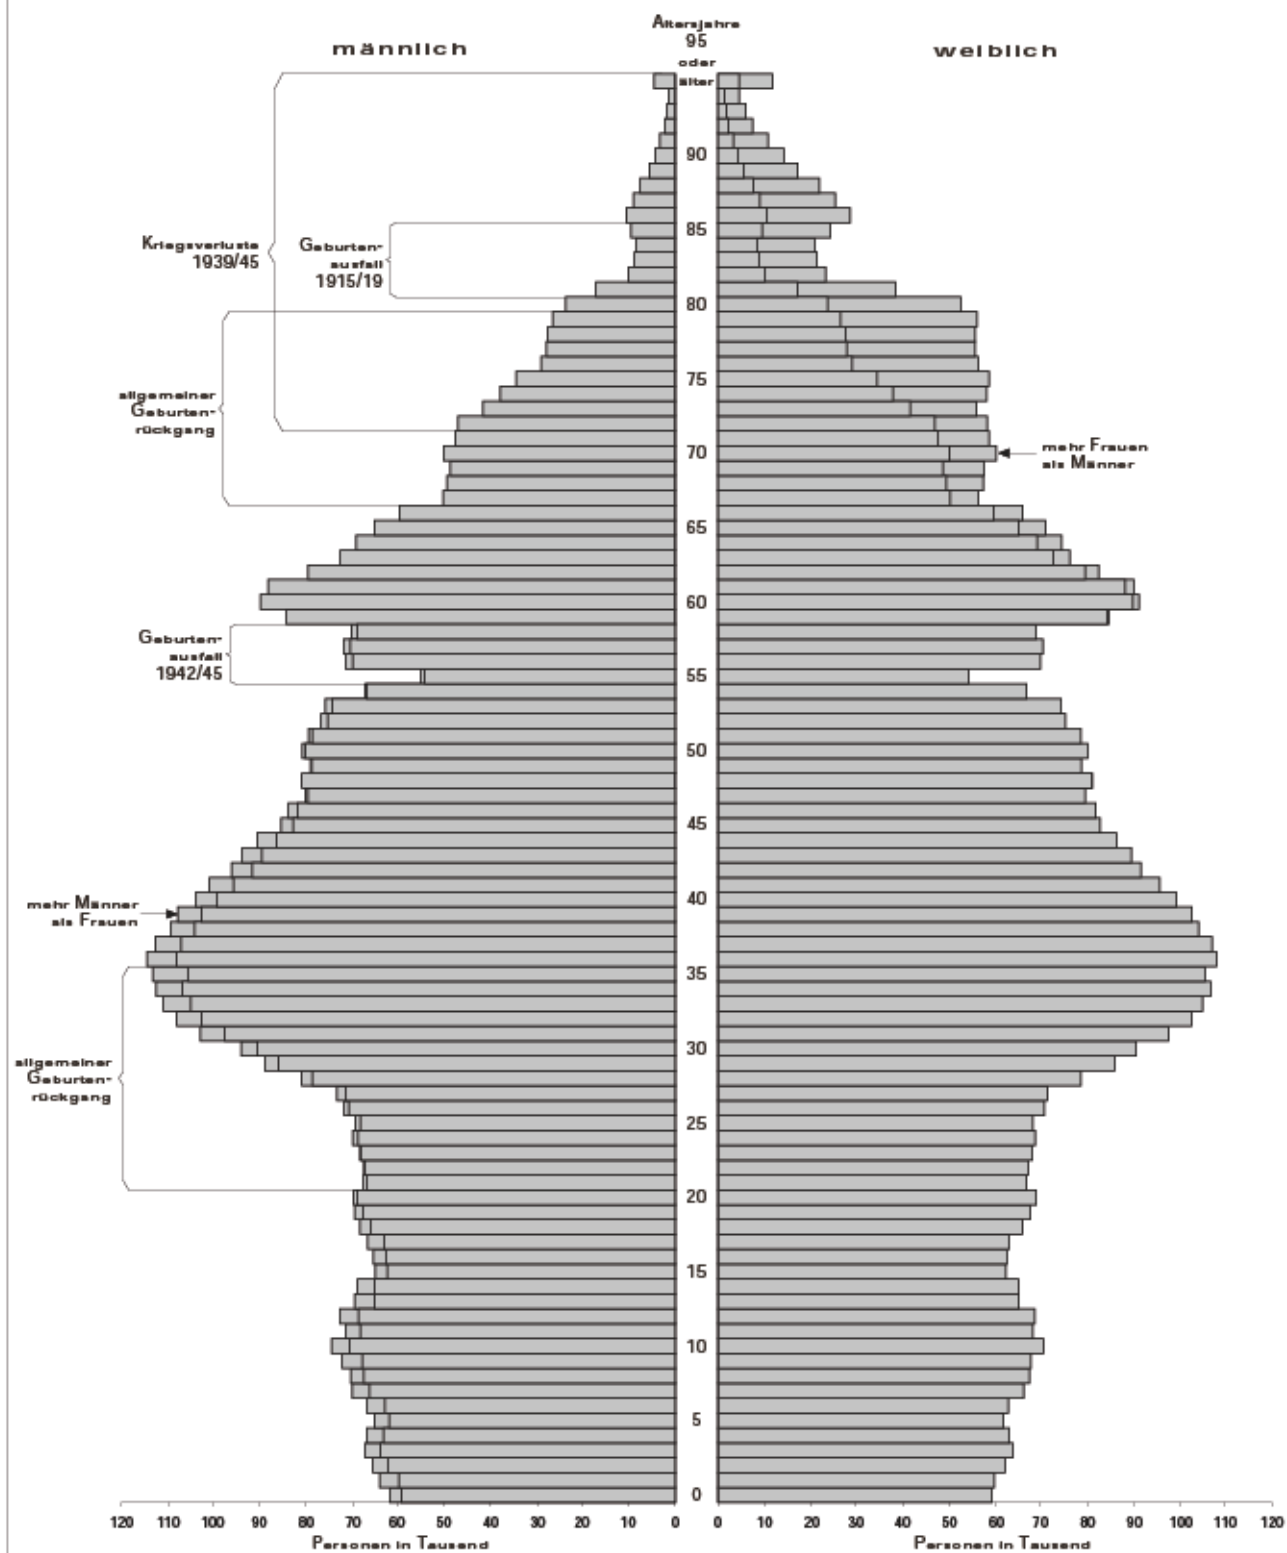 Altersjahre
95
oder
älter
männlich
weiblich
90
85
80
75
70
65
60
55
50
45
40
35
30
25
20
15
10
5
0
Kriegsverluste
1939/45
Geburten-
ausfall
1915/19
allgemeiner
Geburten-
rückgang
mehr Frauen
als Männer
Geburten-
ausfall
1942/45
mehr Männer
als Frauen
allgemeiner
Geburten-
rückgang
120 110 100 90 80 70 60 50 40 30 20 10 0
0 10 20 30 40 50 60 70 80 90 100 110 120
Personen in Tausend
Personen in Tausend